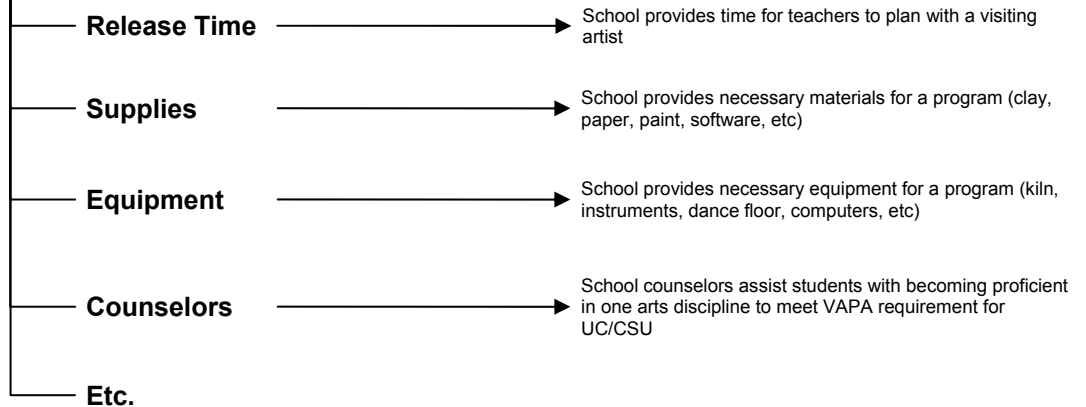 Release Time
School provides time for teachers to plan with a visiting
artist
Supplies
School provides necessary materials for a program (clay,
paper, paint, software, etc)
Equipment
School provides necessary equipment for a program (kiln,
instruments, dance floor, computers, etc)
Counselors
School counselors assist students with becoming proficient
in one arts discipline to meet VAPA requirement for
UC/CSU
Etc.